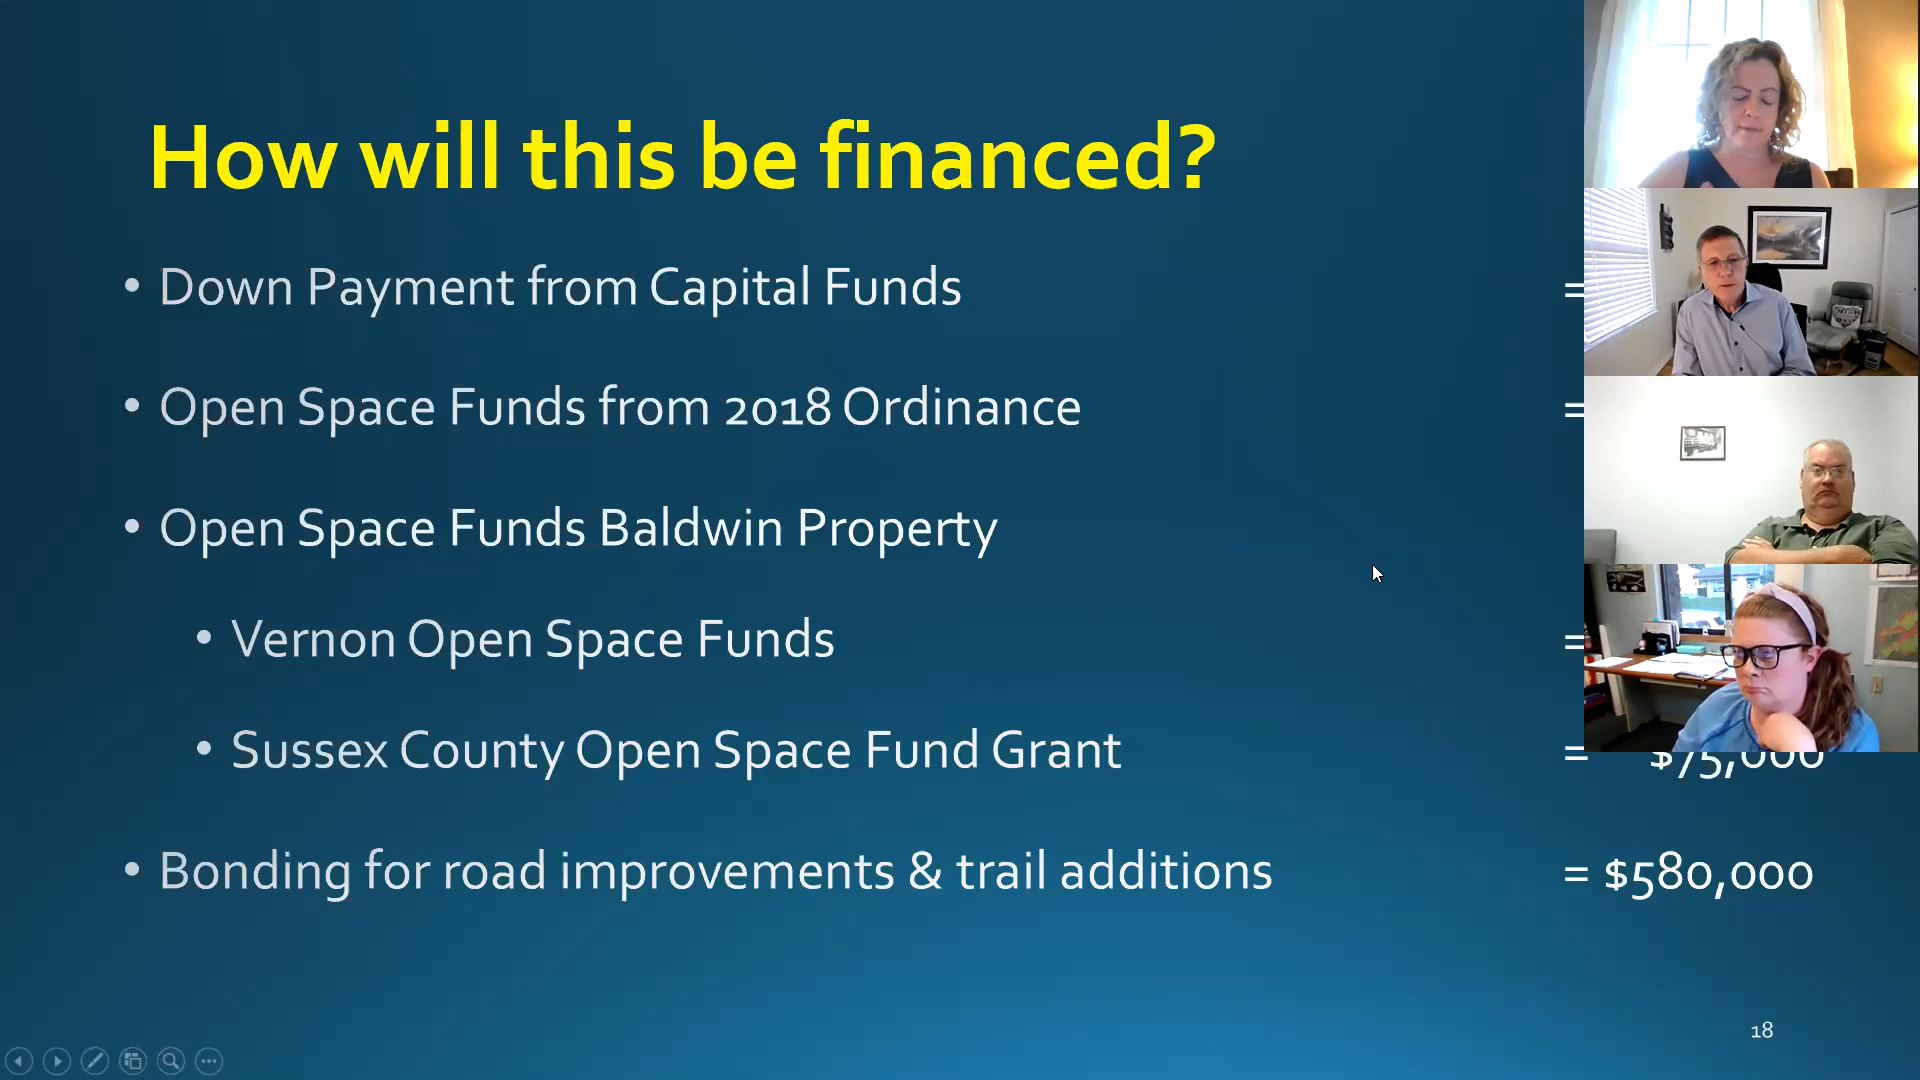 How will this be financed?
• Down Payment from Capital Funds =
• Open Space Funds from 2018 Ordinance =
• Open Space Funds Baldwin Property
• Vernon Open Space Funds =
• Sussex County Open Space Fund Grant = $75,000
• Bonding for road improvements & trail additions = $580,000
18